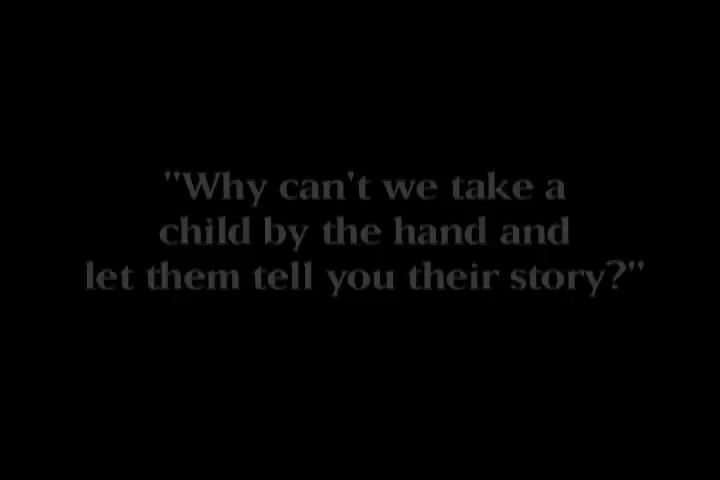 "Why can't we take a
child by the hand and
let them tell you their story?"